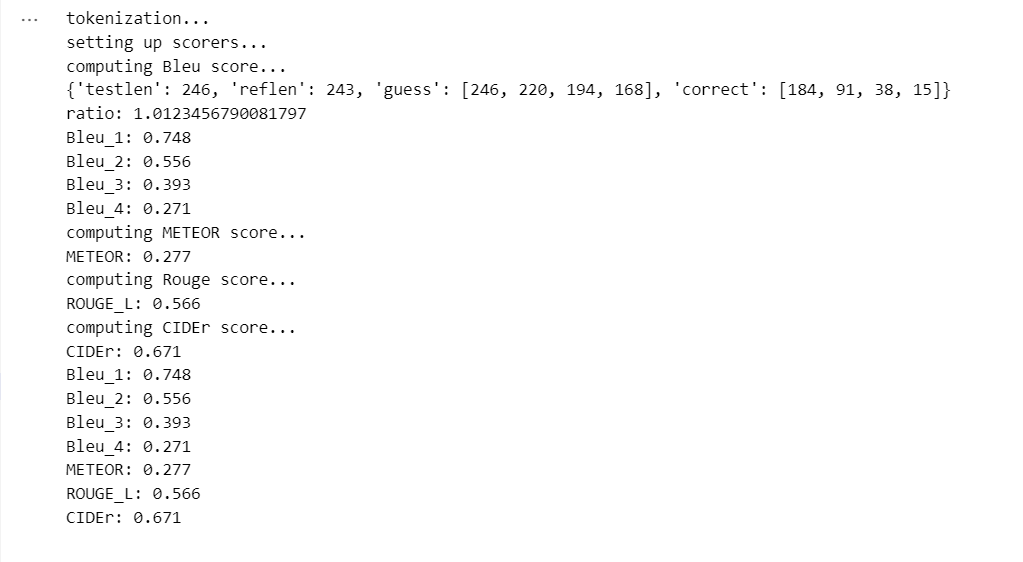 ...
tokenization...
setting up scorers...
computing Bleu score...
{'testlen': 246, 'reflen': 243, 'guess': [246, 220, 194, 168], 'correct': [184, 91, 38, 15]}
ratio: 1.0123456790081797
Bleu_1: 0.748
Bleu_2: 0.556
Bleu_3: 0.393
Bleu_4: 0.271
computing METEOR score...
METEOR: 0.277
computing Rouge score...
ROUGE_L: 0.566
computing CIDEr score...
CIDEr: 0.671
Bleu_1: 0.748
Bleu_2: 0.556
Bleu_3: 0.393
Bleu_4: 0.271
METEOR: 0.277
ROUGE_L: 0.566
CIDEr: 0.671